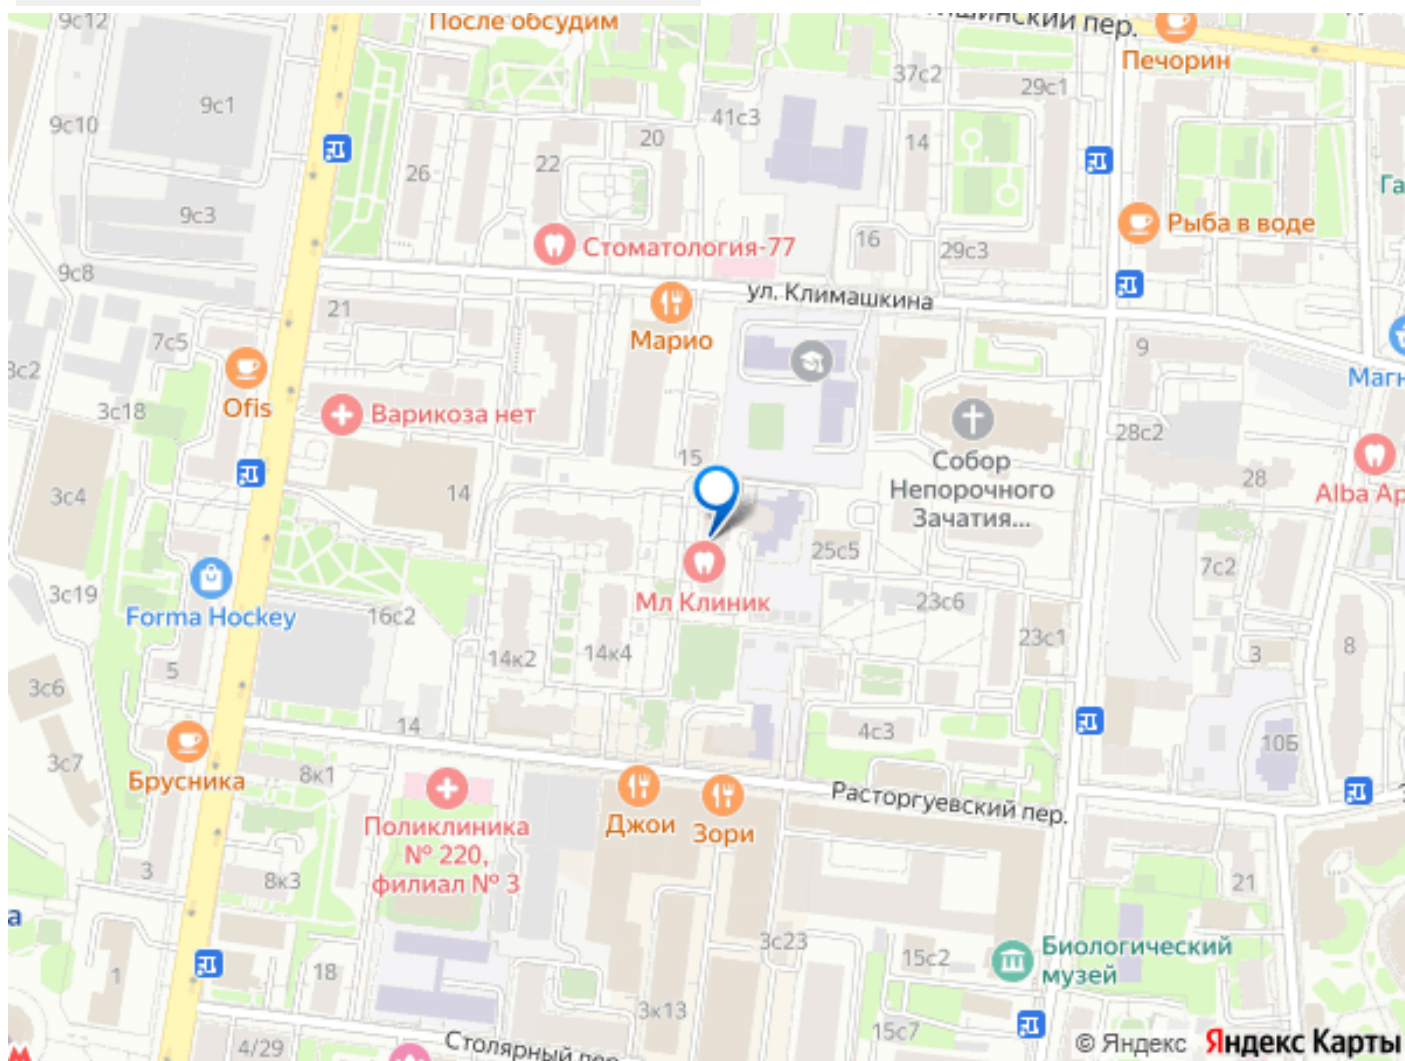 9с12
После обсудим
Печорин
37с2
29с1
9с1
9с10
41с3
20
14
22
26
Га
9с3
Рыба в воде
16
Стоматология-77
29с3
9с8
ул. Климашкина
21
Марио
7с5
9
3с2
Магн
Ofis
3с18
Варикоза нет
28с2
15
Собор
Непорочного
Зачатия...
28
Alba Ap
3с4
14
25с5
7с2
3с19
Мл Клиник
23с6
Forma Hockey
16с2
23с1
14к2
14к4
3
8
5
3с6
14
4с3
10Б
3с7
8к1
Брусника
Расторгуевский пер.
Джои
Зори
Поликлиника
№ 220,
филиал № 3
3
8к3
21
а
3с23
15с2
Биологический
музей
1
18
3к13
15с7
4/29
Столярный пер
© Яндекс
Яндекс Карты